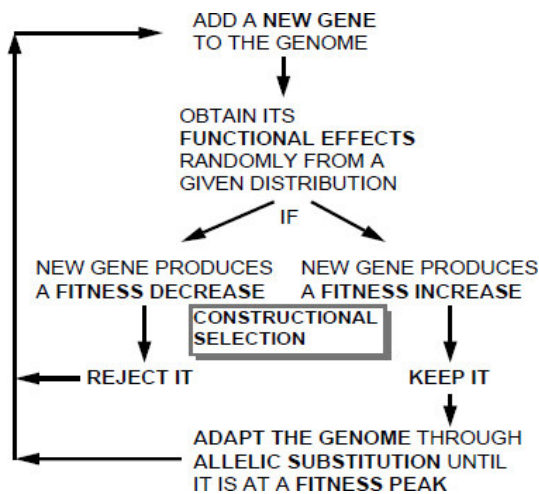 ADD A NEW GENE
TO THE GENOME
OBTAIN ITS
FUNCTIONAL EFFECTS
RANDOMLY FROM A
GIVEN DISTRIBUTION
IF
NEW GENE PRODUCES
A FITNESS DECREASE
NEW GENE PRODUCES
A FITNESS INCREASE
CONSTRUCTIONAL
SELECTION
REJECT IT
KEEP IT
ADAPT THE GENOME THROUGH
ALLELIC SUBSTITUTION UNTIL
IT IS AT A FITNESS PEAK